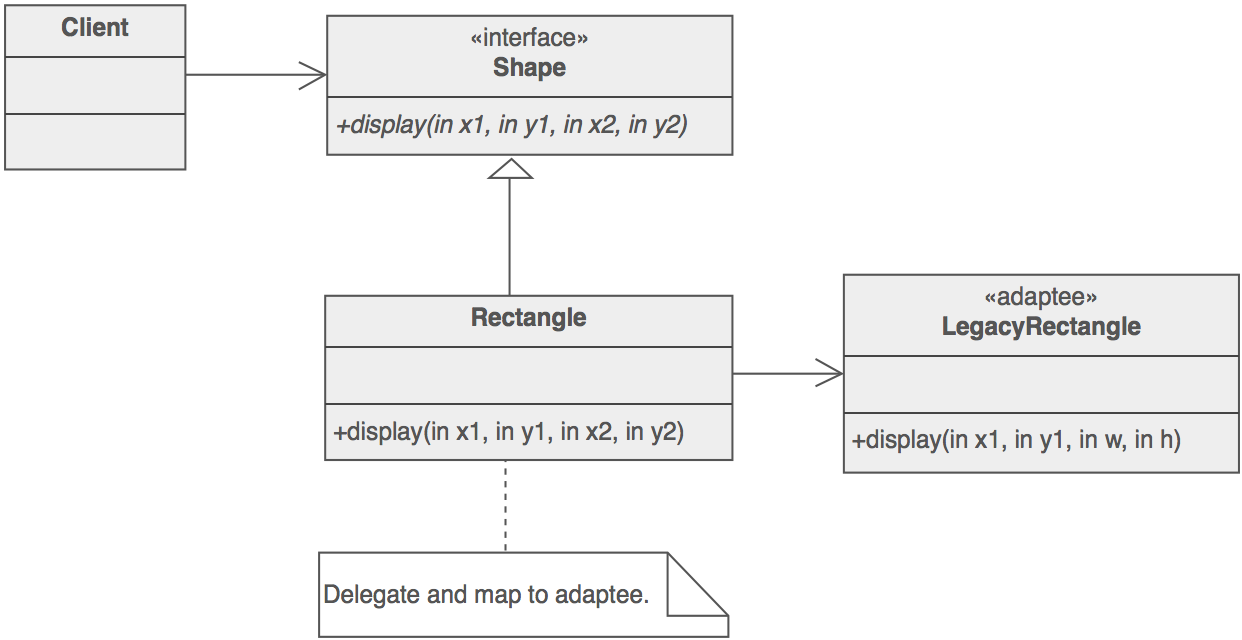 Client
«interface»
Shape
+display(in x1, in y1, in x2, in y2)
Rectangle
+display(in x1, in y1, in x2, in y2)
«adaptee»
LegacyRectangle
+display(in x1, in y1, in w, in h)
Delegate and map to adaptee.